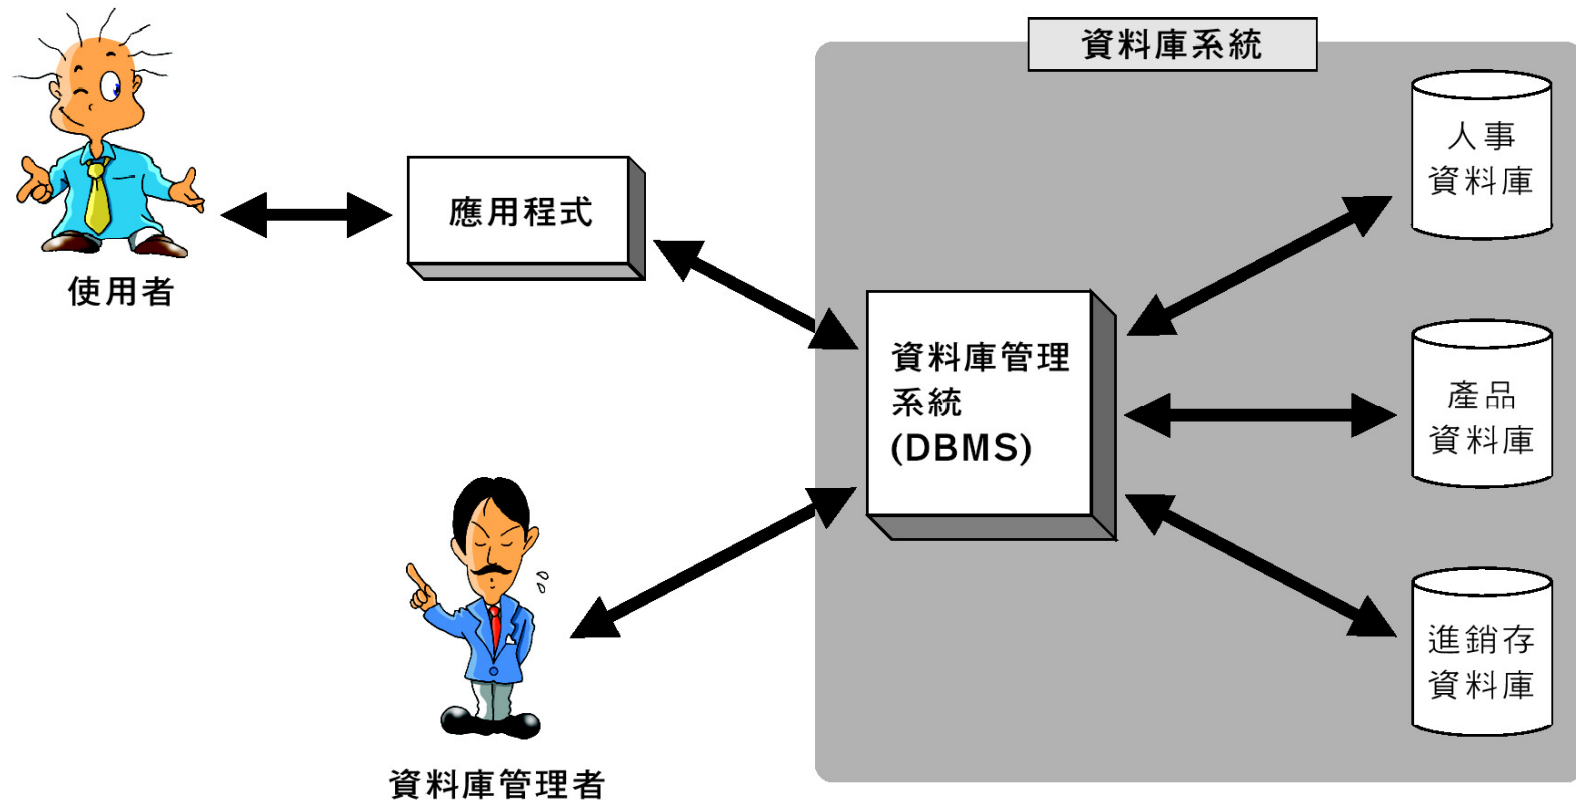 資料庫系統
人事
資料庫
應用程式
使用者
資料庫管理
系統
(DBMS)
產品
資料庫
進銷存
資料庫
資料庫管理者